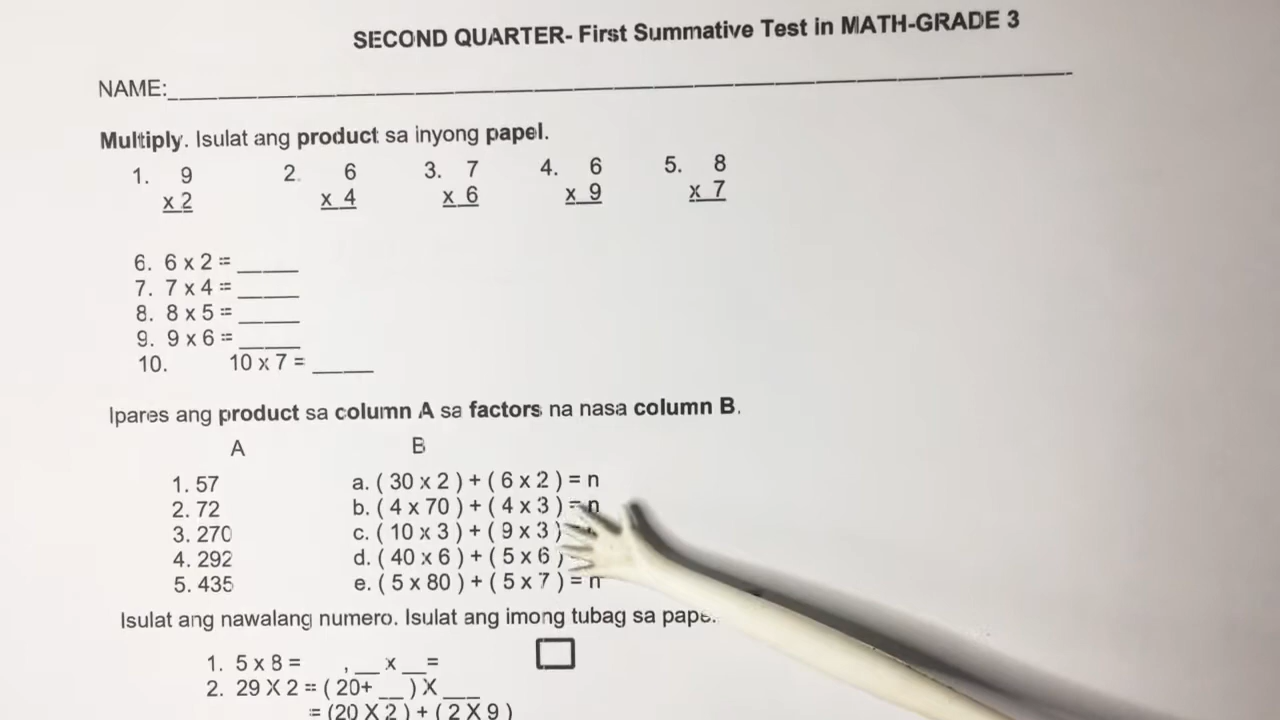 SECOND QUARTER- First Summative Test in MATH-GRADE 3
NAME:
Multiply. Isulat ang product sa inyong papel.
1. 9 x 2
2. 6 x 4
3. 7 x 6
4. 6 x 9
5. 8 x 7
6. 6 x 2 = ____
7. 7 x 4 = ____
8. 8 x 5 = ____
9. 9 x 6 = ____
10. 10 x 7 = ____
Ipares ang product sa column A sa factors na nasa column B.
A B
1. 57 a. ( 30 x 2 ) + ( 6 x 2 ) = n
2. 72 b. ( 4 x 70 ) + ( 4 x 3 ) = n
3. 270 c. ( 10 x 3 ) + ( 9 x 3 )
4. 292 d. ( 40 x 6 ) + ( 5 x 6 )
5. 435 e. ( 5 x 80 ) + ( 5 x 7 ) = n
Isulat ang nawalang numero. Isulat ang imong tubag sa
1. 5 x 8 = , __ x __ =
2. 29 X 2 = ( 20+ __ ) X ___
= (20 X 2 ) + ( 2 X 9 )